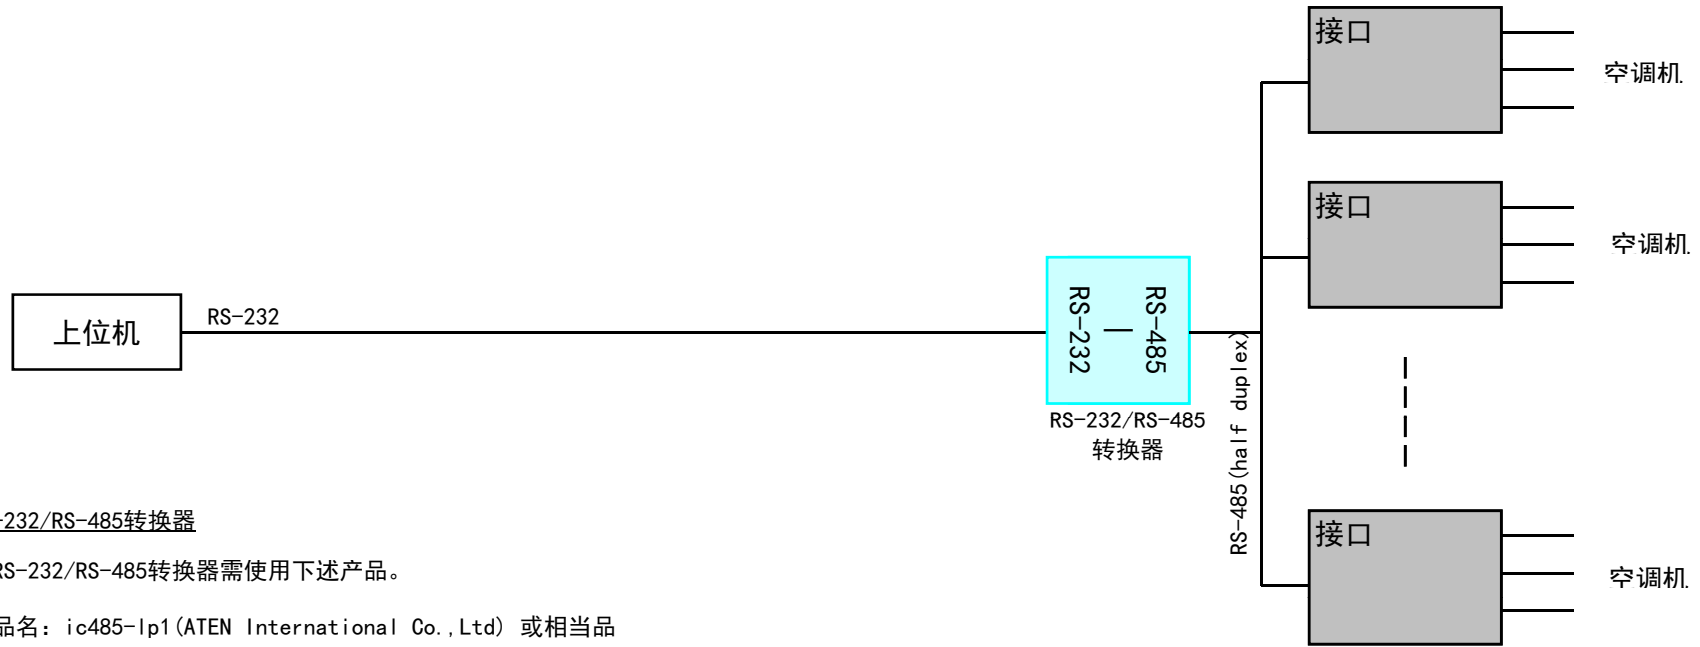 接口
空调机
接口
空调机
上位机
RS-232
RS-232 — RS-485
RS-232/RS-485
转换器
RS-485(half duplex)
接口
空调机
-232/RS-485转换器
RS-232/RS-485转换器需使用下述产品。
品名：ic485-lp1(ATEN International Co.,Ltd) 或相当品